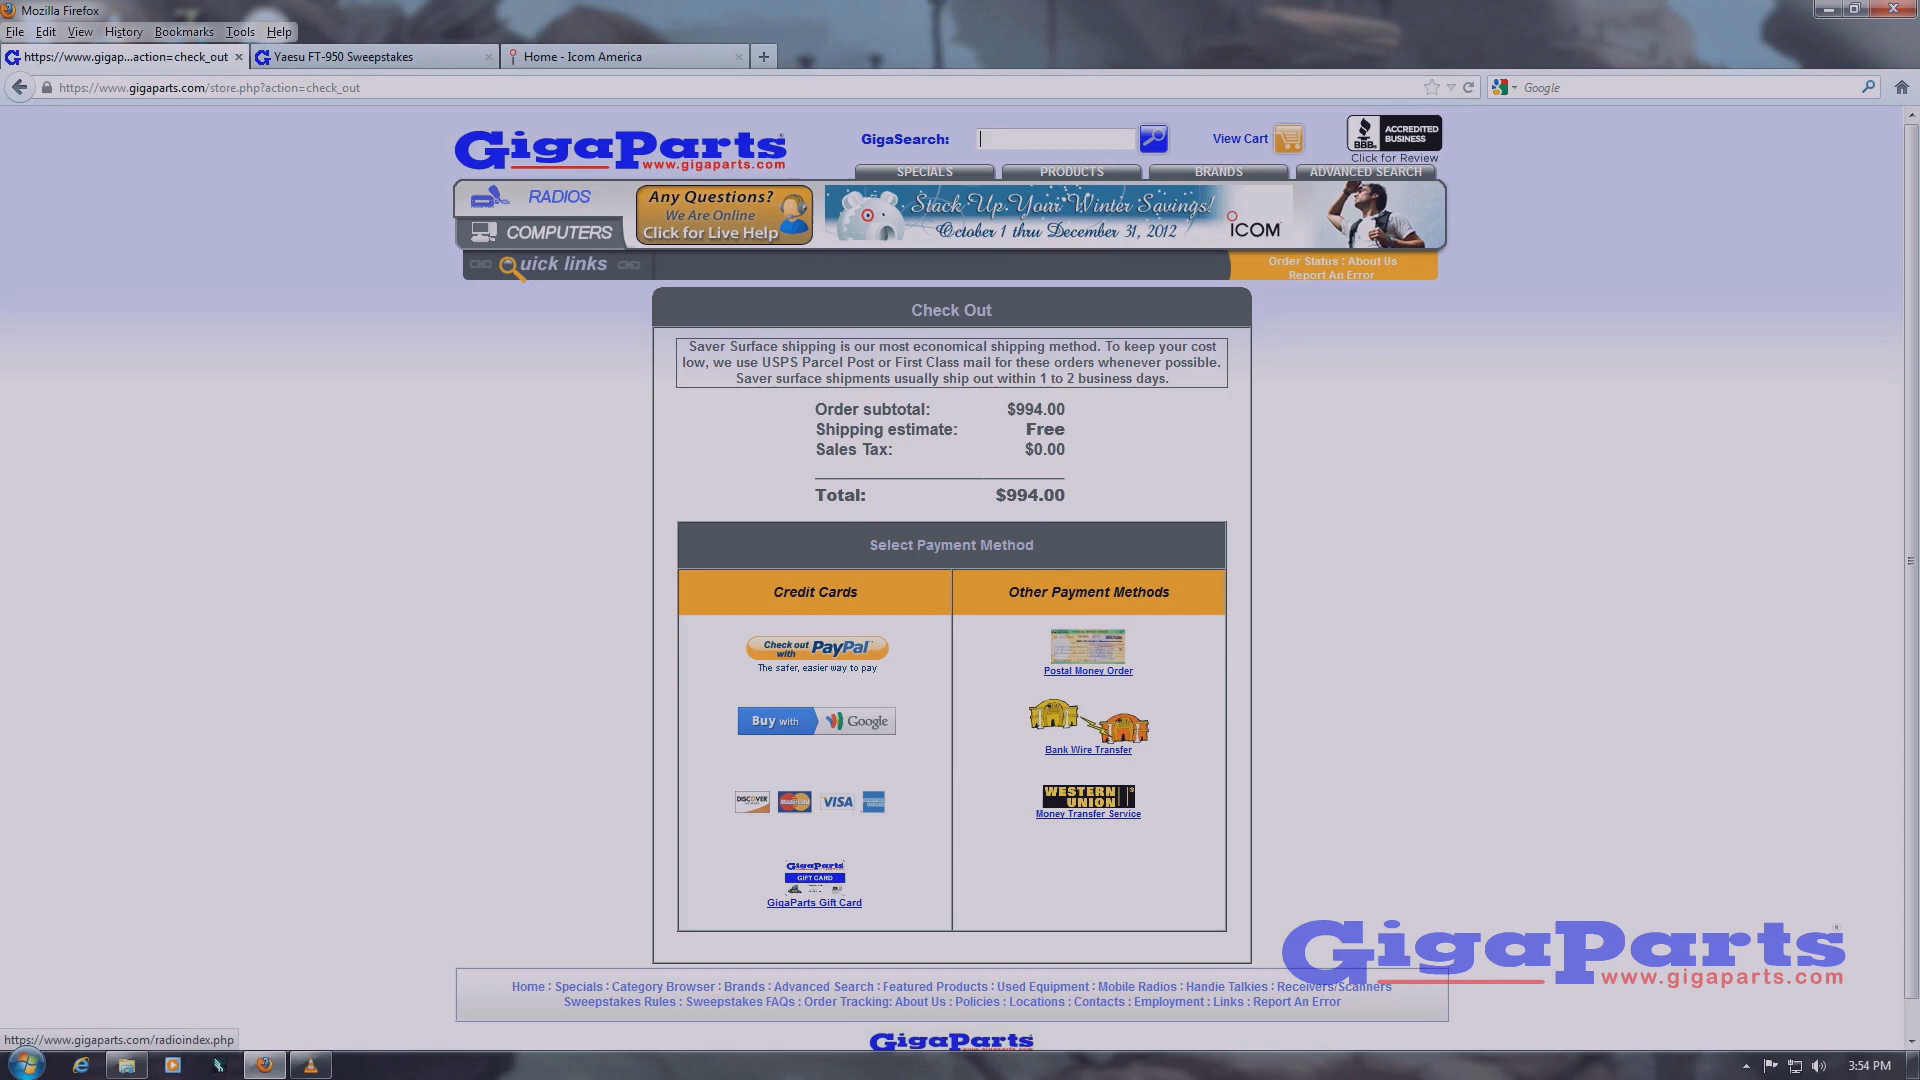 Mozilla Firefox
File Edit View History Bookmarks Tools Help
https://www.gigap...action=check_out
Yaesu FT-950 Sweepstakes
Home - Icom America
https://www.gigaparts.com/store.php?action=check_out
Google
GigaParts
www.gigaparts.com
GigaSearch:
View Cart
BBB.
ACCREDITED
BUSINESS
Click for Review
SPECIALS
PRODUCTS
BRANDS
ADVANCED SEARCH
RADIOS
COMPUTERS
Any Questions?
We Are Online
Click for Live Help
Stack Up Your Winter Savings!
October 1 thru December 31, 2012
ICOM
Quick links
Order Status : About Us
Report An Error
Check Out
Saver Surface shipping is our most economical shipping method. To keep your cost
low, we use USPS Parcel Post or First Class mail for these orders whenever possible.
Saver surface shipments usually ship out within 1 to 2 business days.
Order subtotal: $994.00
Shipping estimate: Free
Sales Tax: $0.00
Total: $994.00
Select Payment Method
Credit Cards
Other Payment Methods
Check out
with PayPal
The safer, easier way to pay
Buy with Google
DISCOVER
MasterCard
VISA
GigaParts
GIFT CARD
GigaParts Gift Card
Postal Money Order
Bank Wire Transfer
WESTERN
UNION
Money Transfer Service
GigaParts
www.gigaparts.com
Home : Specials : Category Browser : Brands : Advanced Search : Featured Products : Used Equipment : Mobile Radios : Handie Talkies : Receivers/Scanners
Sweepstakes Rules : Sweepstakes FAQs : Order Tracking: About Us : Policies : Locations : Contacts : Employment : Links : Report An Error
https://www.gigaparts.com/radioindex.php
GigaParts
3:54 PM